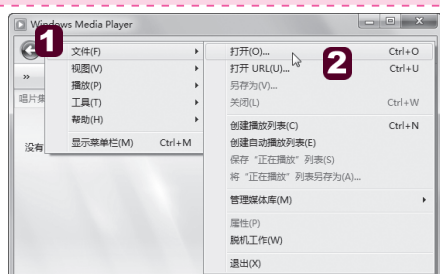 Windows Media Player
1
文件(F)
视图(V)
播放(P)
工具(T)
帮助(H)
显示菜单栏(M) Ctrl+M
»
唱片集
没有
2
打开(O)... Ctrl+O
打开 URL(U)... Ctrl+U
另存为(V)...
关闭(L) Ctrl+W
创建播放列表(C) Ctrl+N
创建自动播放列表(E)
保存“正在播放”列表(S)
将“正在播放”列表另存为(A)...
管理媒体库(M)
属性(P)
脱机工作(W)
退出(X)